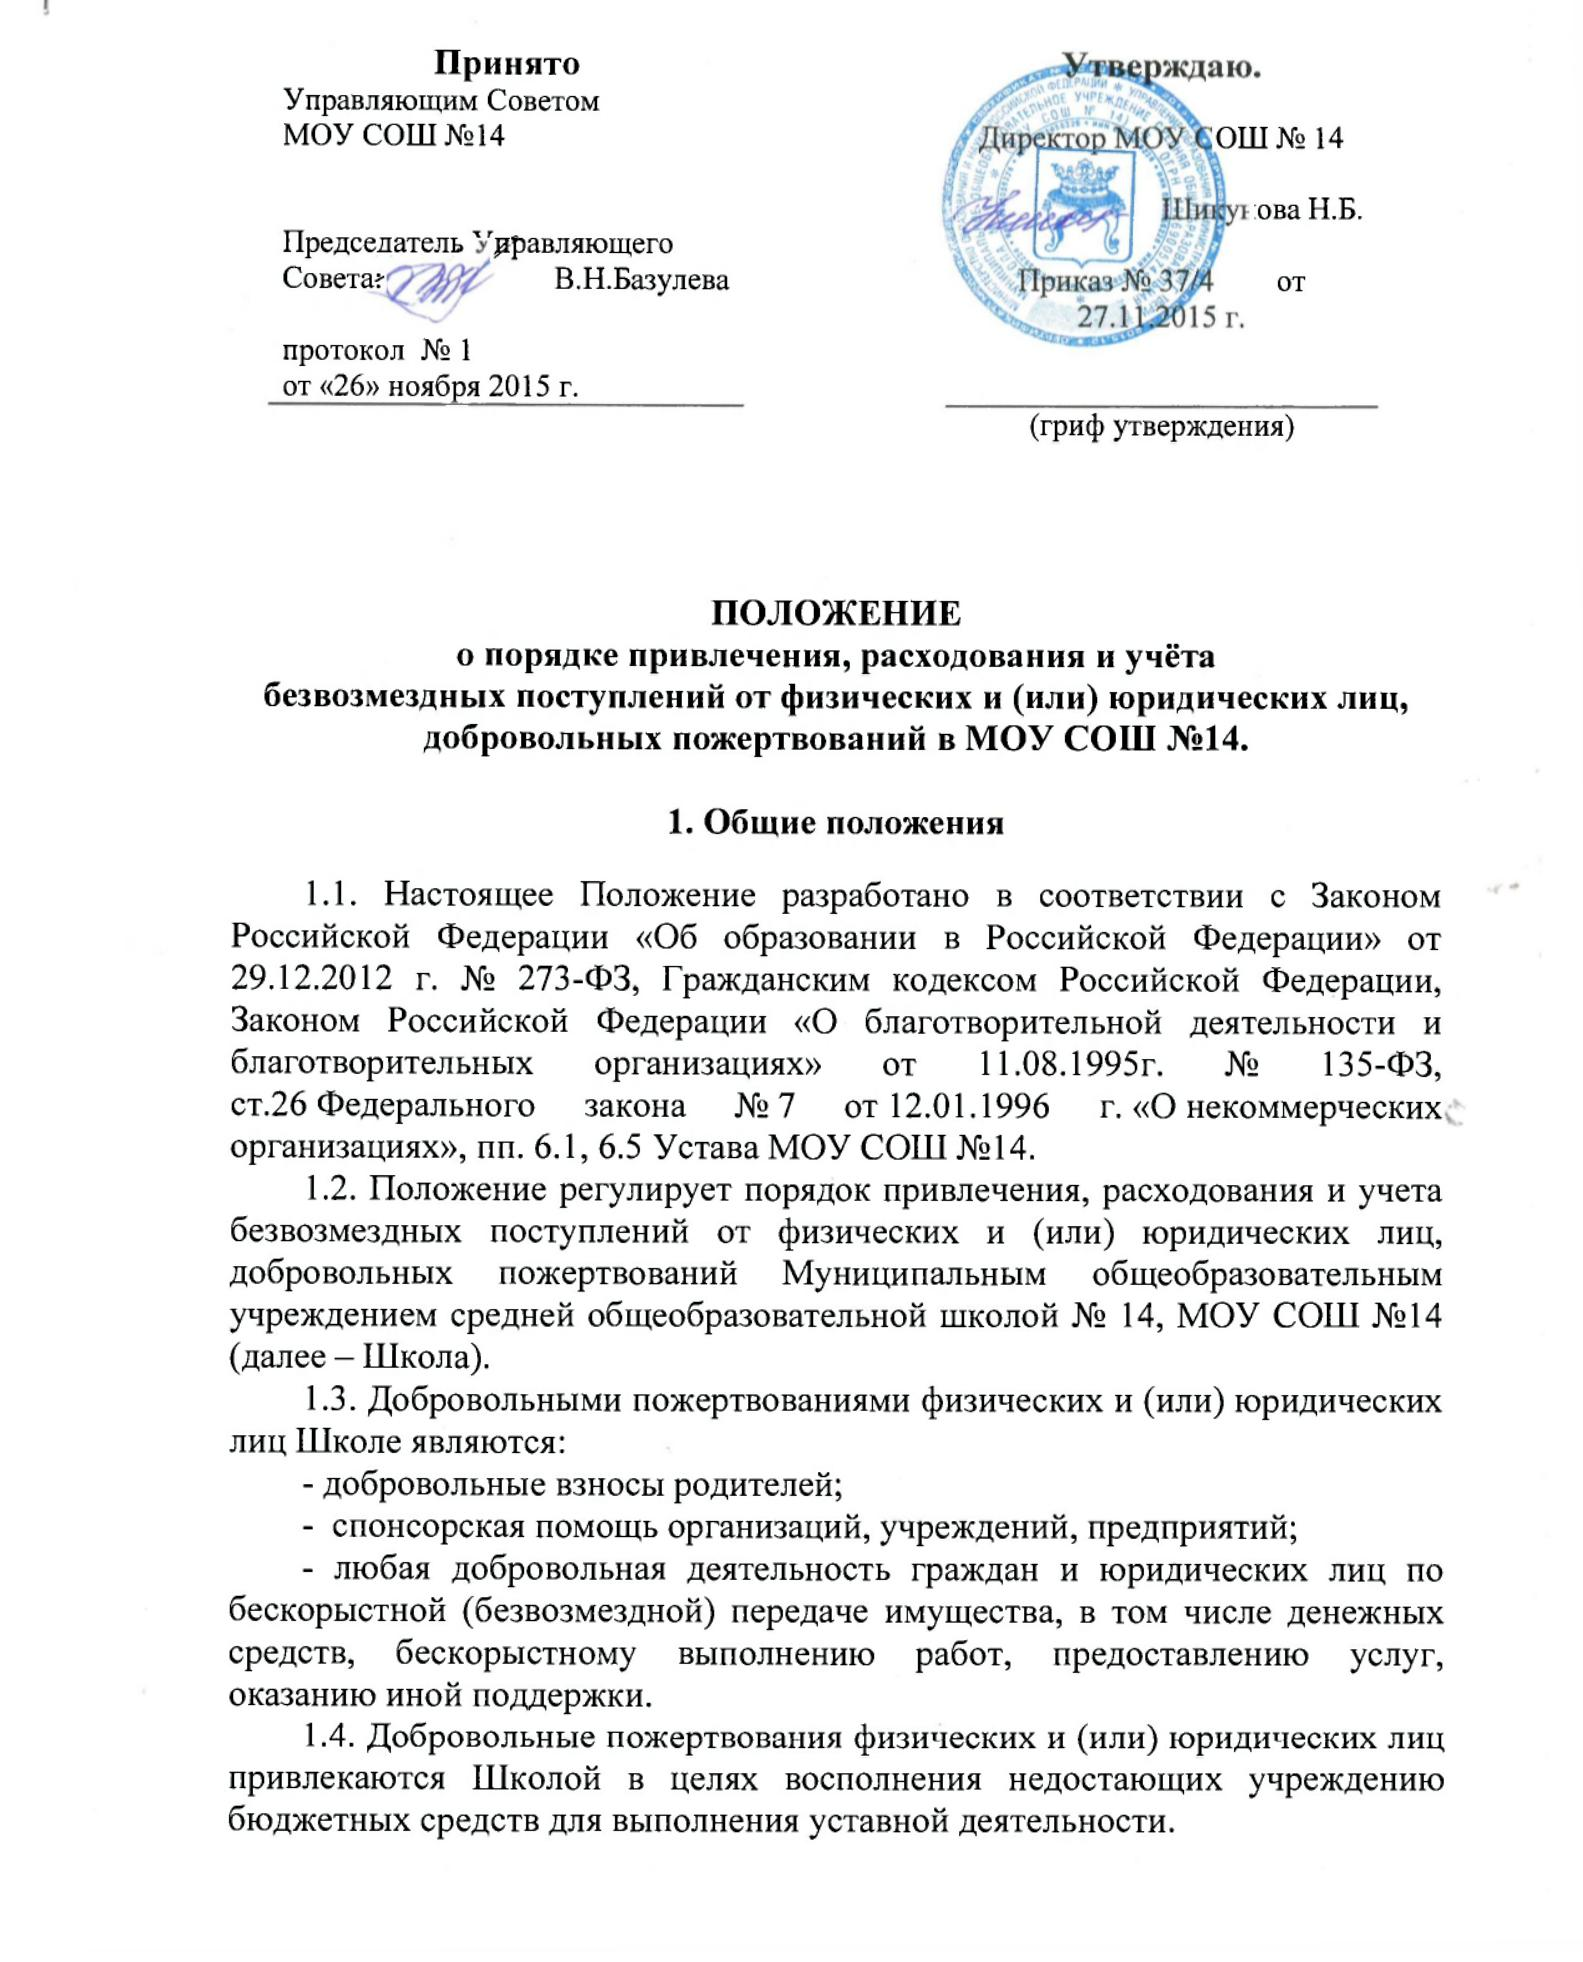 Принято
Управляющим Советом
МОУ СОШ №14
Председатель Управляющего
Совета: В.Н.Базулева
протокол № 1
от «26» ноября 2015 г.
Утверждаю.
Директор МОУ СОШ № 14
Шикунова Н.Б.
Приказ № 37/4 от
27.11.2015 г.
(гриф утверждения)
ПОЛОЖЕНИЕ
о порядке привлечения, расходования и учёта
безвозмездных поступлений от физических и (или) юридических лиц,
добровольных пожертвований в МОУ СОШ №14.
1. Общие положения
1.1. Настоящее Положение разработано в соответствии с Законом
Российской Федерации «Об образовании в Российской Федерации» от
29.12.2012 г. № 273-ФЗ, Гражданским кодексом Российской Федерации,
Законом Российской Федерации «О благотворительной деятельности и
благотворительных организациях» от 11.08.1995г. № 135-ФЗ,
ст.26 Федерального закона № 7 от 12.01.1996 г. «О некоммерческих
организациях», пп. 6.1, 6.5 Устава МОУ СОШ №14.
1.2. Положение регулирует порядок привлечения, расходования и учета
безвозмездных поступлений от физических и (или) юридических лиц,
добровольных пожертвований Муниципальным общеобразовательным
учреждением средней общеобразовательной школой № 14, МОУ СОШ №14
(далее – Школа).
1.3. Добровольными пожертвованиями физических и (или) юридических
лиц Школе являются:
- добровольные взносы родителей;
- спонсорская помощь организаций, учреждений, предприятий;
- любая добровольная деятельность граждан и юридических лиц по
бескорыстной (безвозмездной) передаче имущества, в том числе денежных
средств, бескорыстному выполнению работ, предоставлению услуг,
оказанию иной поддержки.
1.4. Добровольные пожертвования физических и (или) юридических лиц
привлекаются Школой в целях восполнения недостающих учреждению
бюджетных средств для выполнения уставной деятельности.